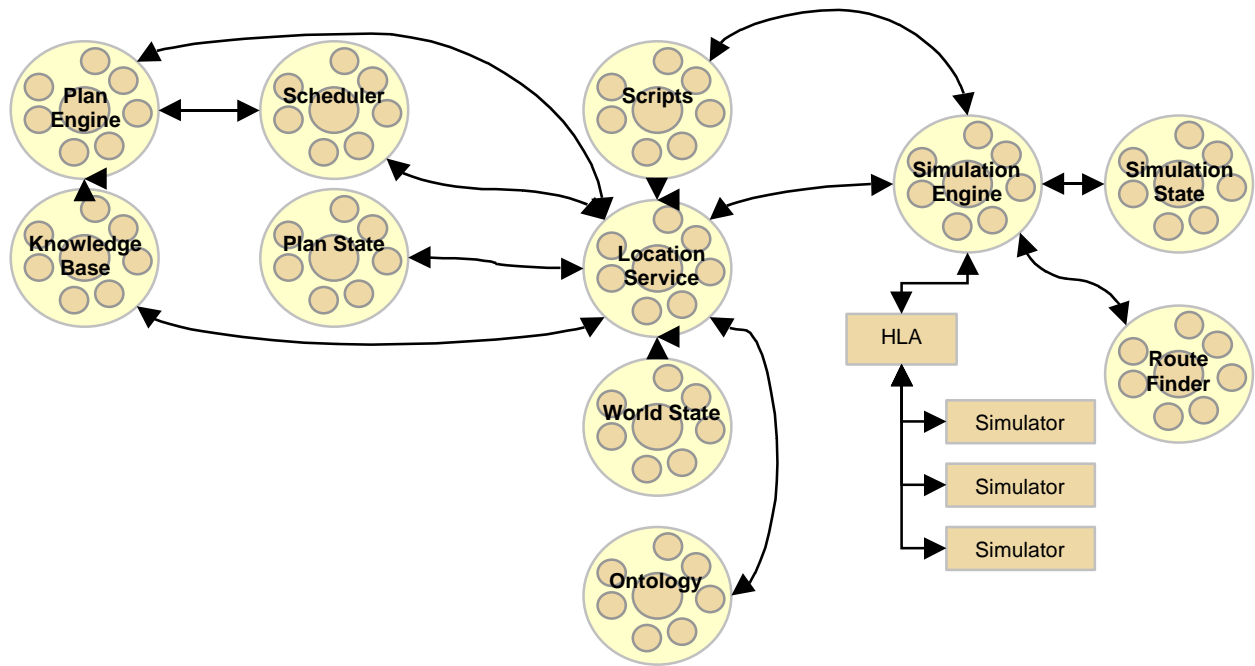 Plan
Engine
Scheduler
Scripts
Simulation
Engine
Simulation
State
Knowledge
Base
Plan State
Location
Service
HLA
Route
Finder
World State
Simulator
Simulator
Simulator
Ontology